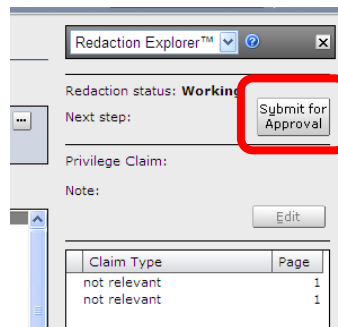 Redaction Explorer™
Redaction status: Working
Next step:
Submit for
Approval
Privilege Claim:
Note:
Edit
Claim Type Page
not relevant 1
not relevant 1